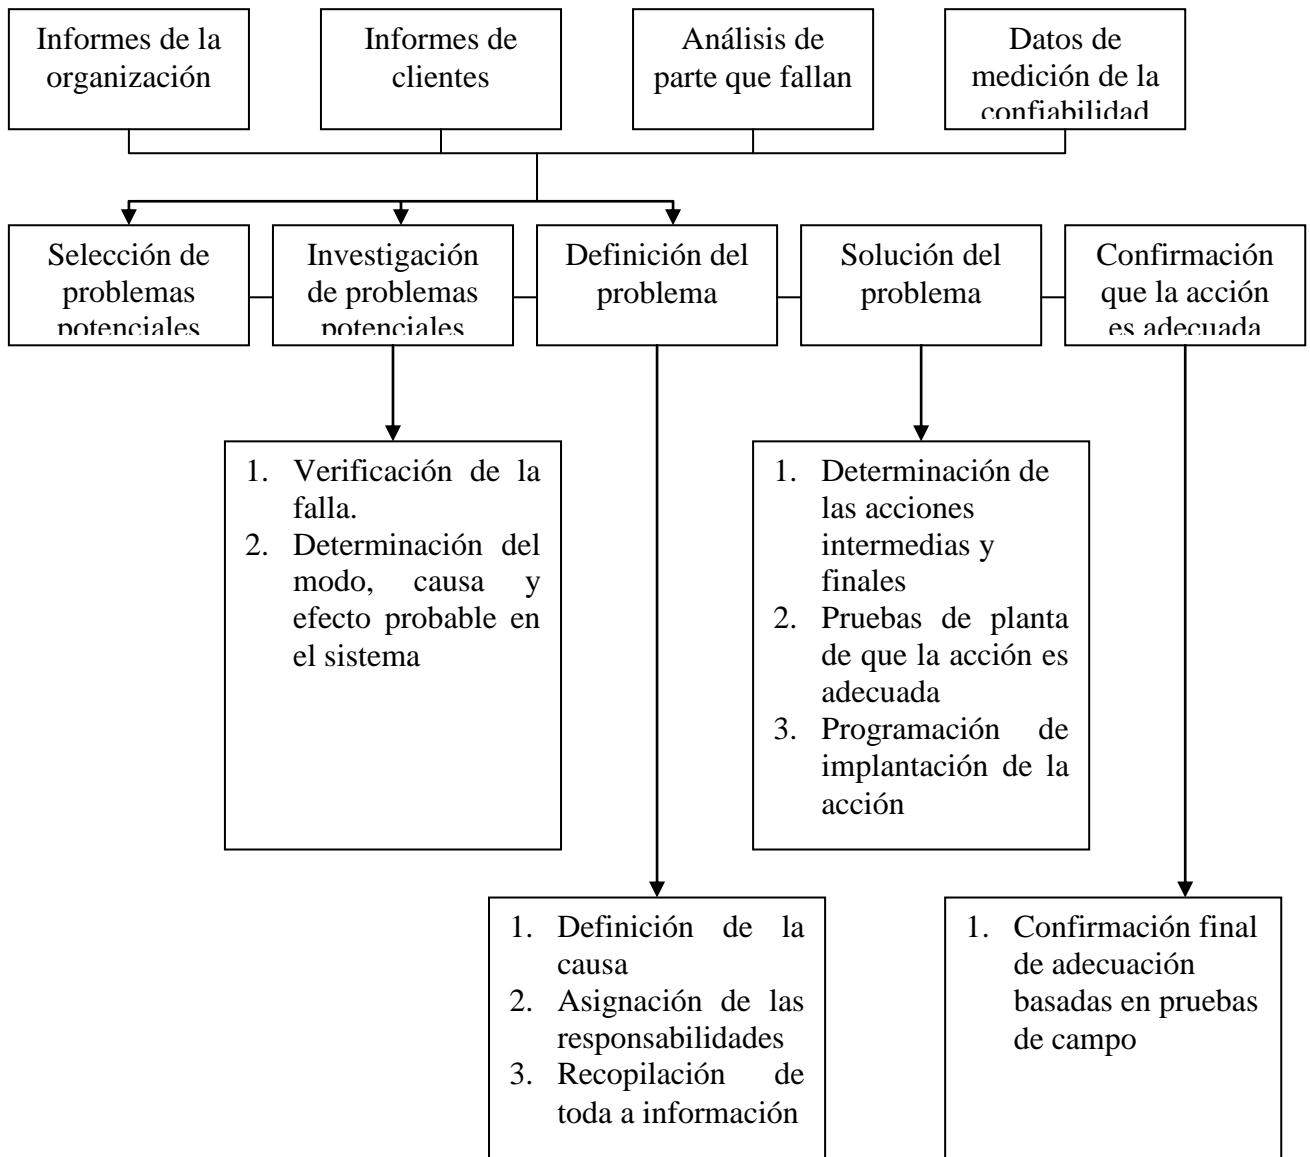 Informes de la
organización
Informes de
clientes
Análisis de
parte que fallan
Datos de
medición de la
confiabilidad
Selección de
problemas
potenciales
Investigación
de problemas
potenciales
Definición del
problema
Solución del
problema
Confirmación
que la acción
es adecuada
1. Verificación de la
falla.
2. Determinación del
modo, causa y
efecto probable en
el sistema
1. Determinación de
las acciones
intermedias y
finales
2. Pruebas de planta
de que la acción es
adecuada
3. Programación de
implantación de la
acción
1. Definición de la
causa
2. Asignación de las
responsabilidades
3. Recopilación de
toda a información
1. Confirmación final
de adecuación
basadas en pruebas
de campo